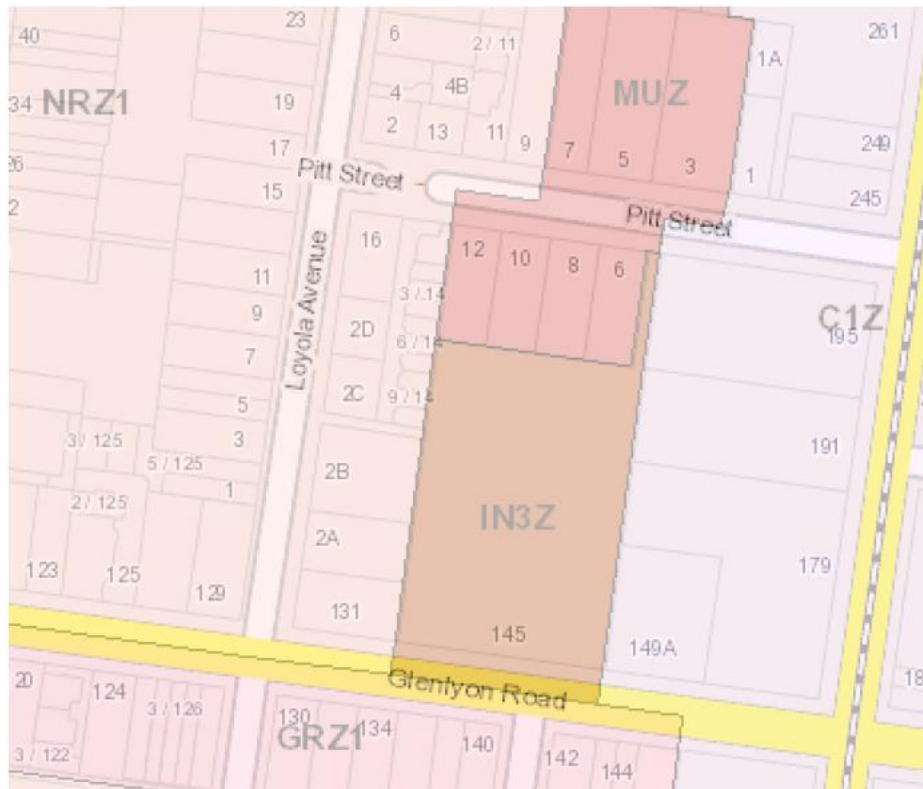 23
40
6
2 / 11
261
1A
MUZ
4B
NRZ1
34
19
4
2
13
11
9
7
5
3
249
17
1
26
Pitt Street
15
245
2
Pitt Street
16
12
10
8
6
11
3 / 14
9
C1Z
195
Loyola Avenue
2D
6 / 14
7
2C
9 / 14
5
3 / 125
3
191
5 / 125
2B
1
2 / 125
IN3Z
2A
179
123
125
129
131
145
149A
Glenlyon Road
20
124
18
3 / 126
130
134
GRZ1
140
142
144
3 / 122